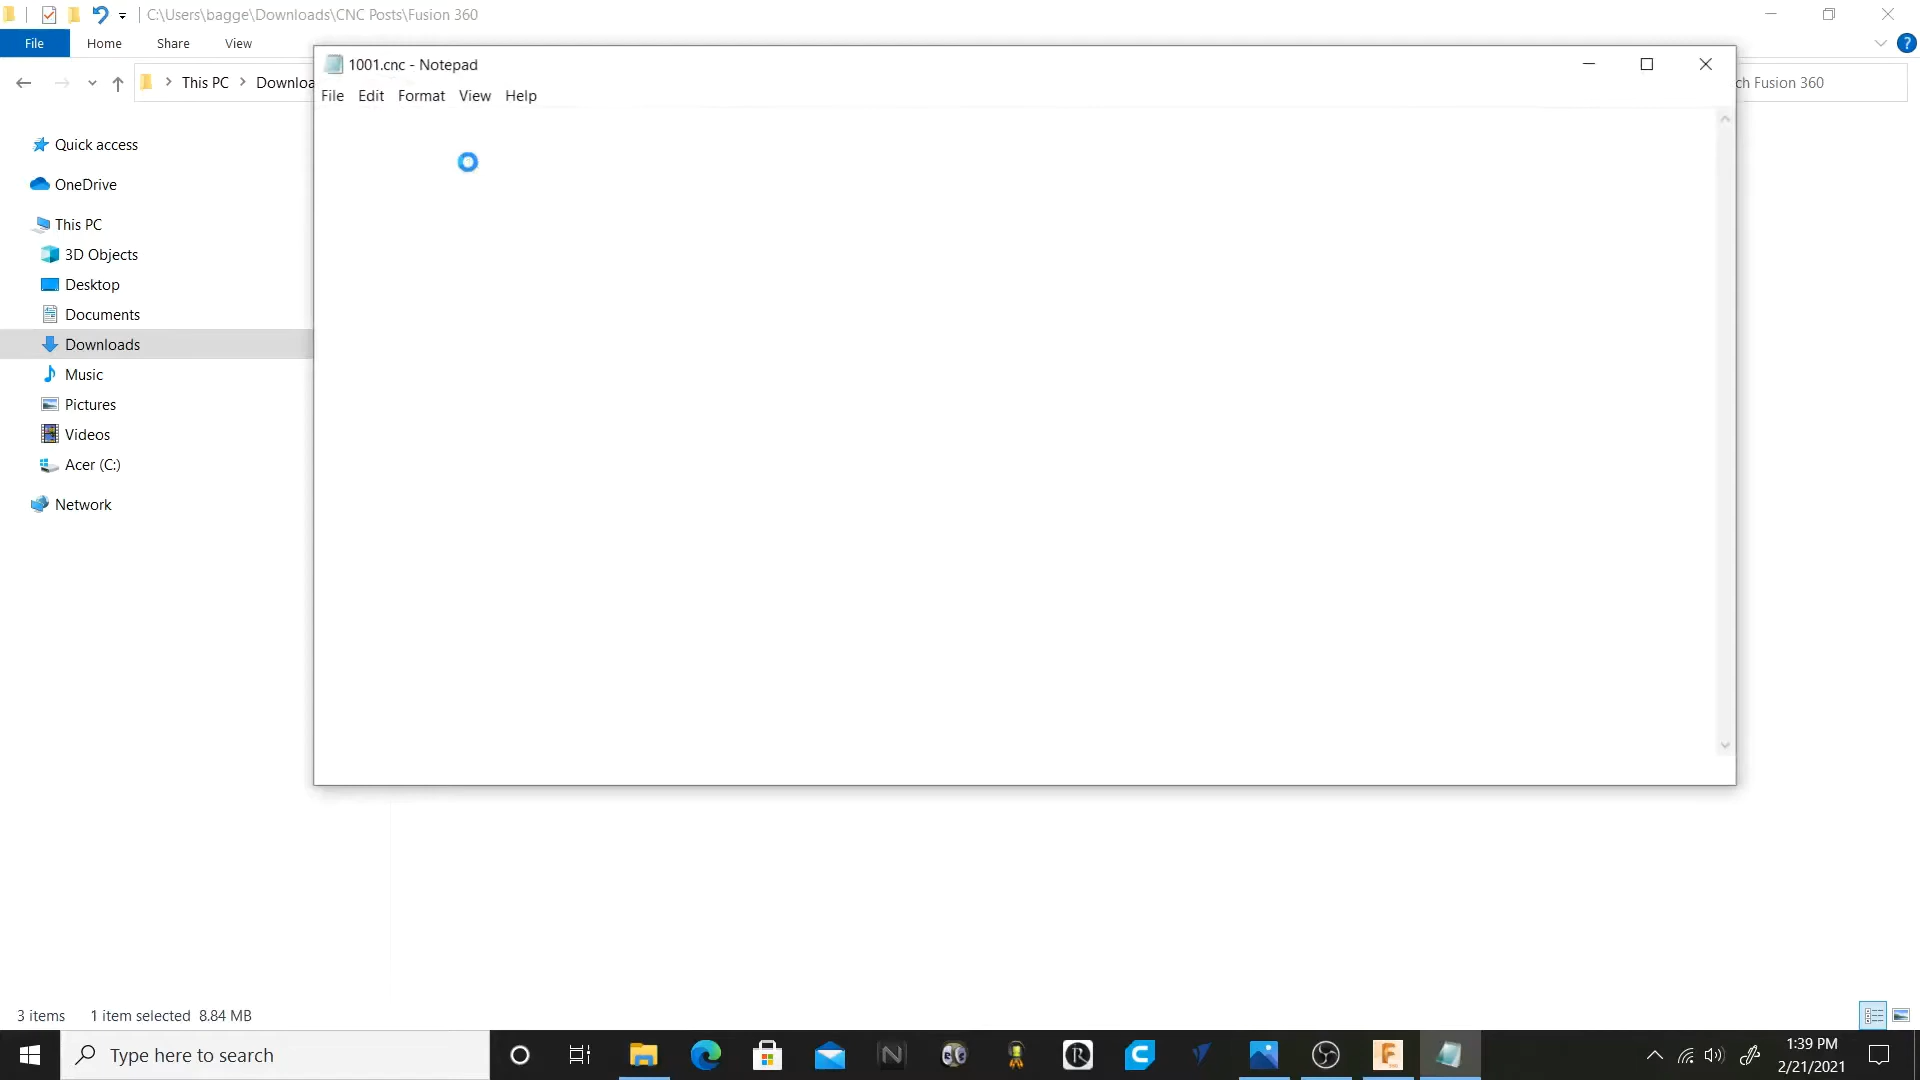 C:\Users\bagge\Downloads\CNC Posts\Fusion 360
File Home Share View
This PC Downloa
ch Fusion 360
1001.cnc - Notepad
File Edit Format View Help
Quick access
OneDrive
This PC
3D Objects
Desktop
Documents
Downloads
Music
Pictures
Videos
Acer (C:)
Network
3 items 1 item selected 8.84 MB
Type here to search
1:39 PM
2/21/2021